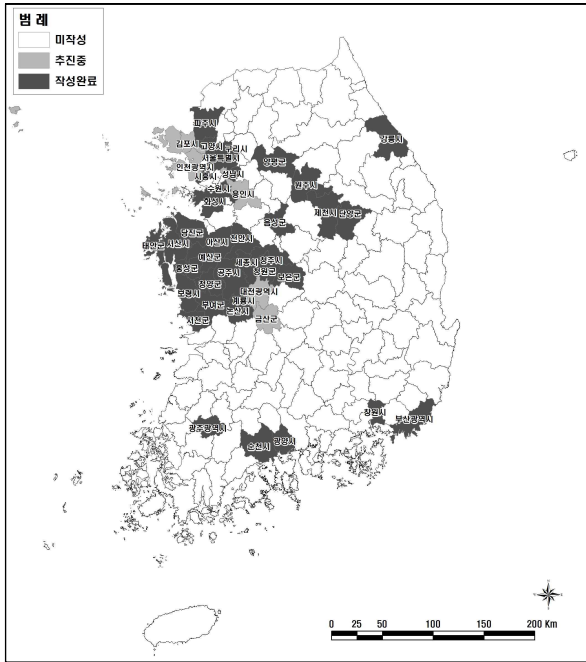 범 례
미작성
추진중
작성완료
파주시
강릉시
김포시
고양시
구리시
서울특별시
양평군
인천광역시
시흥시
성남시
원주시
수원시
용인시
화성시
제천시
단양군
음성군
당진군
태안군
서산시
아산시
천안시
예산군
세종시
청주시
홍성군
공주시
청원군
보은군
청양군
대전광역시
보령시
계룡시
부여군
논산시
서천군
금산군
창원시
부산광역시
광주광역시
순천시
광양시
0 25 50 100 150 200 Km